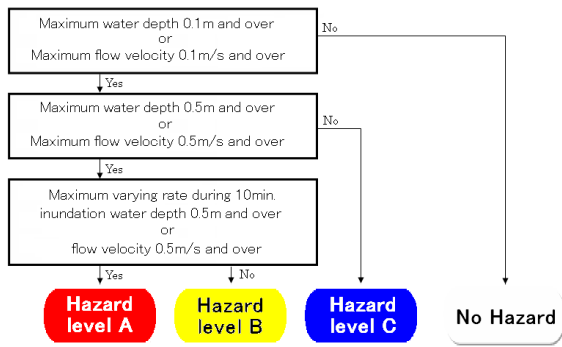 Maximum water depth 0.1m and over
or
Maximum flow velocity 0.1m/s and over
No
Yes
Maximum water depth 0.5m and over
or
Maximum flow velocity 0.5m/s and over
No
Yes
Maximum varying rate during 10min.
inundation water depth 0.5m and over
or
flow velocity 0.5m/s and over
Yes
No
Hazard
level A
Hazard
level B
Hazard
level C
No Hazard